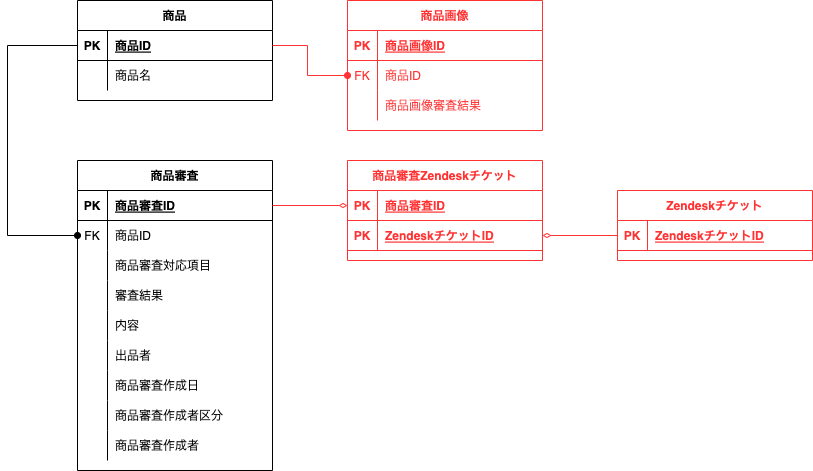 商品
PK 商品ID
商品名
商品画像
PK 商品画像ID
FK 商品ID
商品画像審査結果
商品審査
PK 商品審査ID
FK 商品ID
商品審査対応項目
審査結果
内容
出品者
商品審査作成日
商品審査作成者区分
商品審査作成者
商品審査Zendeskチケット
PK 商品審査ID
PK ZendeskチケットID
Zendeskチケット
PK ZendeskチケットID